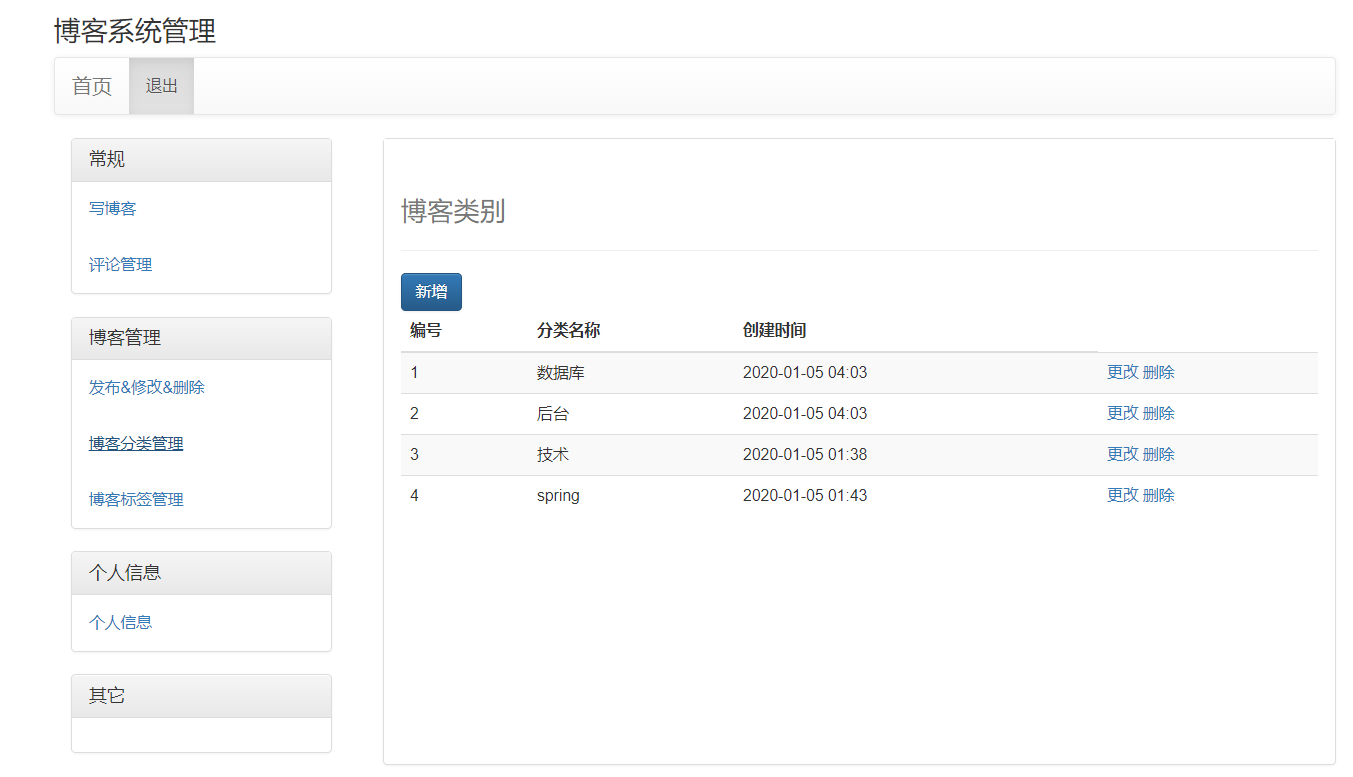 博客系统管理
首页 退出
常规
写博客
评论管理
博客管理
发布&修改&删除
博客分类管理
博客标签管理
个人信息
个人信息
其它
博客类别
新增
编号 分类名称 创建时间
1 数据库 2020-01-05 04:03 更改 删除
2 后台 2020-01-05 04:03 更改 删除
3 技术 2020-01-05 01:38 更改 删除
4 spring 2020-01-05 01:43 更改 删除